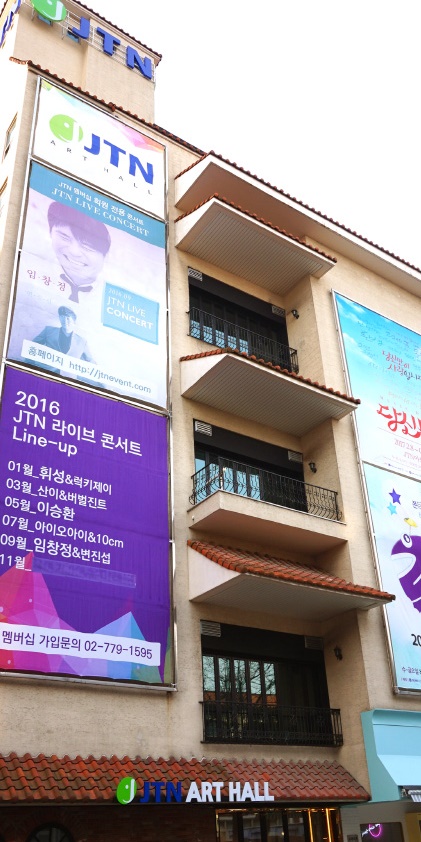 JTN
JTN
ART HALL
JTN 멤버십 회원 전용 콘서트
JTN LIVE CONCERT
임·창·정
JTN LIVE
CONCERT
홈페이지 http://jtnevent.com
2016
JTN 라이브 콘서트
Line-up
01월_휘성&럭키제이
03월_산이&버벌진트
05월_이승환
07월_아이오아이&10cm
09월_임창정&변진섭
11월_
멤버십 가입문의 02-779-1595
당신만이
JTN ART HALL